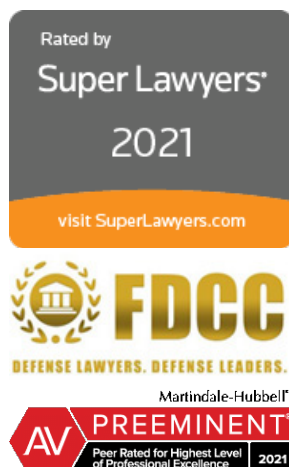 Rated by
Super Lawyers®
2021
visit SuperLawyers.com
FDCC
DEFENSE LAWYERS. DEFENSE LEADERS.
Martindale-Hubbell®
AV PREEMINENT®
Peer Rated for Highest Level
of Professional Excellence
2021